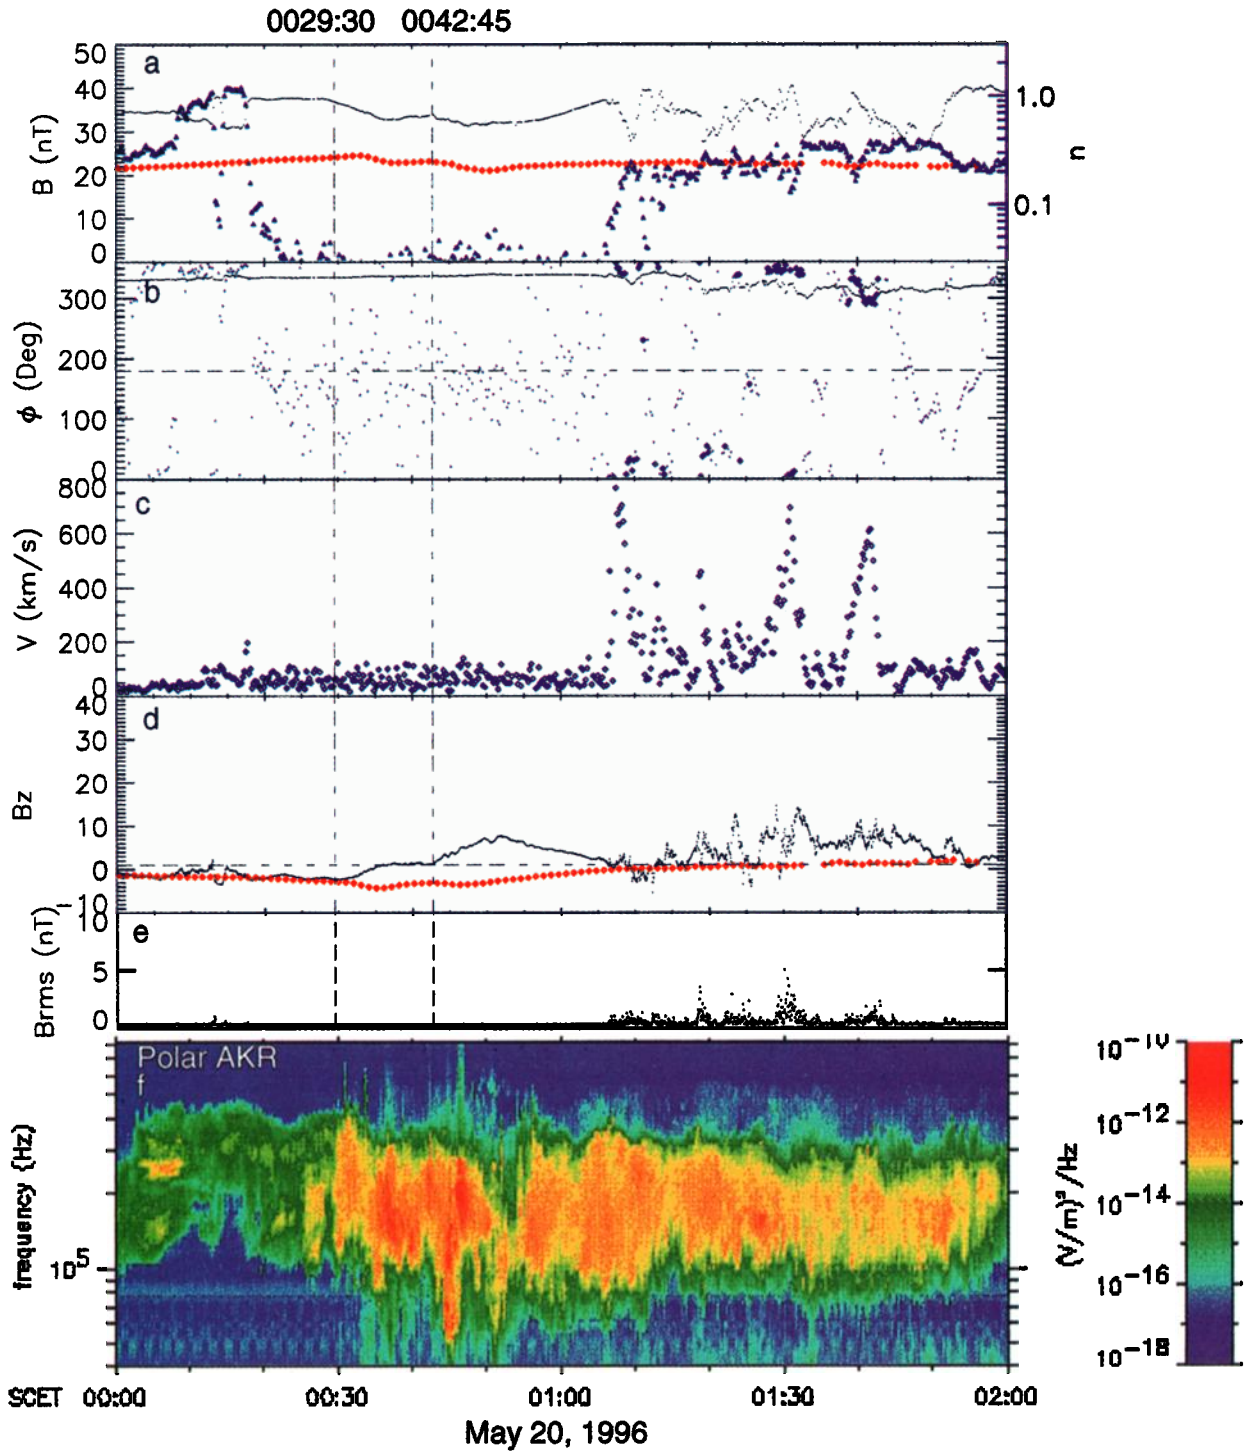 0029:30 0042:45
a
50
40
30
20
10
0
B (nT)
1.0
0.1
n
b
300
200
100
0
ϕ (Deg)
c
800
600
400
200
0
V (km/s)
d
40
30
20
10
0
-10
Bz
e
10
5
0
Brms (nT)
Polar AKR
f
frequency {Hz)
10⁵
10⁻¹⁰
10⁻¹²
10⁻¹⁴
10⁻¹⁶
10⁻¹⁸
(V/m)²/Hz
SCET 00:00 00:30 01:00 01:30 02:00
May 20, 1996